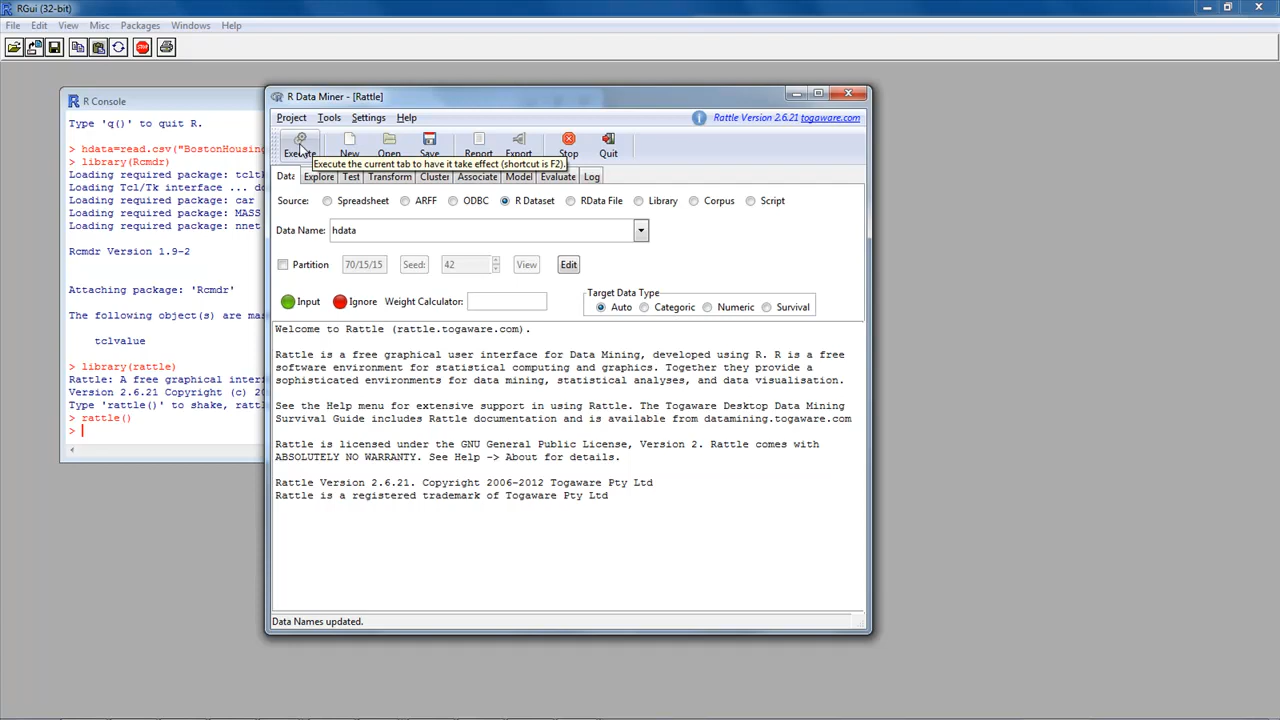 RGui (32-bit)
File Edit View Misc Packages Windows Help
STOP
R Console
Type 'q()' to quit R.
> hdata=read.csv("BostonHousing
> library(Rcmdr)
Loading required package: tclt
Loading Tcl/Tk interface ... do
Loading required package: car
Loading required package: MASS
Loading required package: nnet
Rcmdr Version 1.9-2
Attaching package: 'Rcmdr'
The following object(s) are mas
tclvalue
> library(rattle)
Rattle: A free graphical interf
Version 2.6.21 Copyright (c) 20
Type 'rattle()' to shake, rattl
> rattle()
>
R Data Miner - [Rattle]
Project Tools Settings Help
Rattle Version 2.6.21 togaware.com
Execute New Open Save Report Export Stop Quit
Execute the current tab to have it take effect (shortcut is F2).
Data Explore Test Transform Cluster Associate Model Evaluate Log
Source: Spreadsheet ARFF ODBC R Dataset RData File Library Corpus Script
Data Name: hdata
Partition 70/15/15 Seed: 42 View Edit
Input Ignore Weight Calculator:
Target Data Type
Auto Categoric Numeric Survival
Welcome to Rattle (rattle.togaware.com).
Rattle is a free graphical user interface for Data Mining, developed using R. R is a free
software environment for statistical computing and graphics. Together they provide a
sophisticated environments for data mining, statistical analyses, and data visualisation.
See the Help menu for extensive support in using Rattle. The Togaware Desktop Data Mining
Survival Guide includes Rattle documentation and is available from datamining.togaware.com
Rattle is licensed under the GNU General Public License, Version 2. Rattle comes with
ABSOLUTELY NO WARRANTY. See Help -> About for details.
Rattle Version 2.6.21. Copyright 2006-2012 Togaware Pty Ltd
Rattle is a registered trademark of Togaware Pty Ltd
Data Names updated.